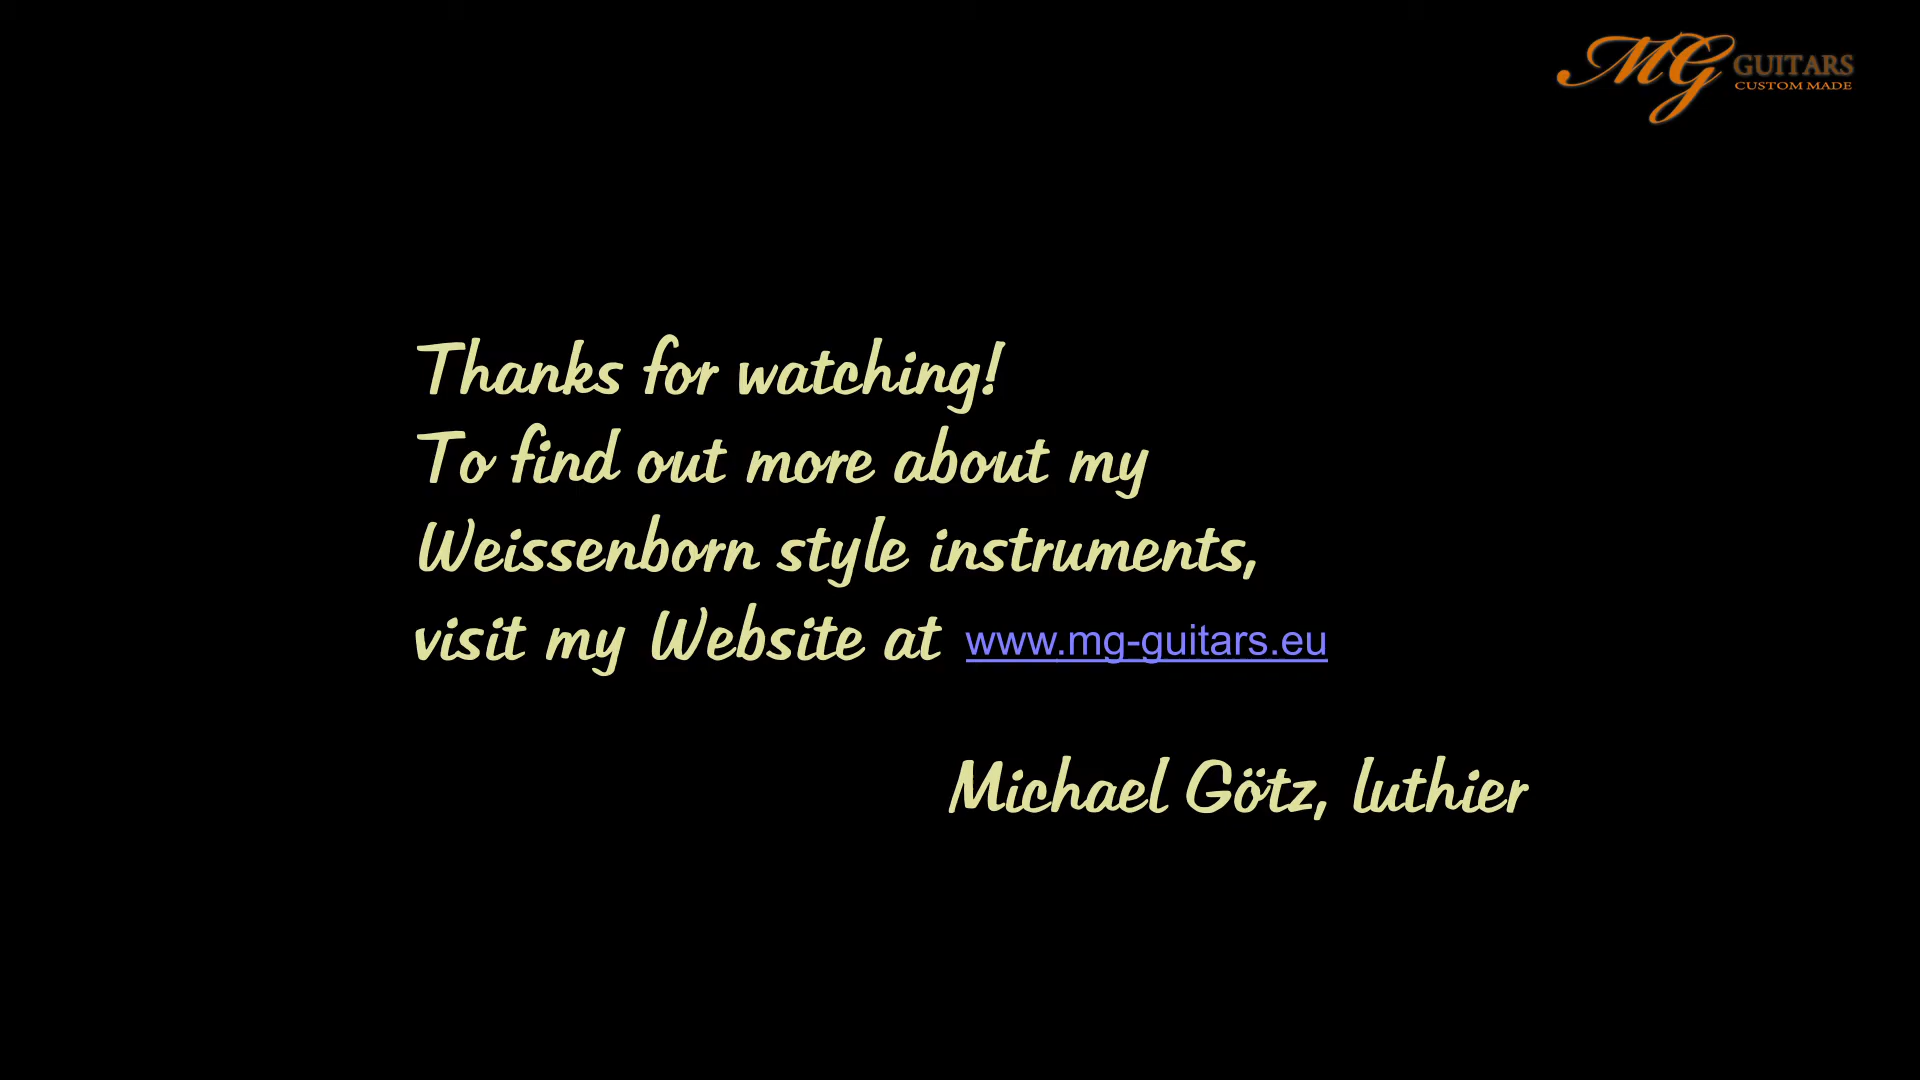 MG GUITARS
CUSTOM MADE
Thanks for watching!
To find out more about my
Weissenborn style instruments,
visit my Website at www.mg-guitars.eu
Michael Götz, luthier